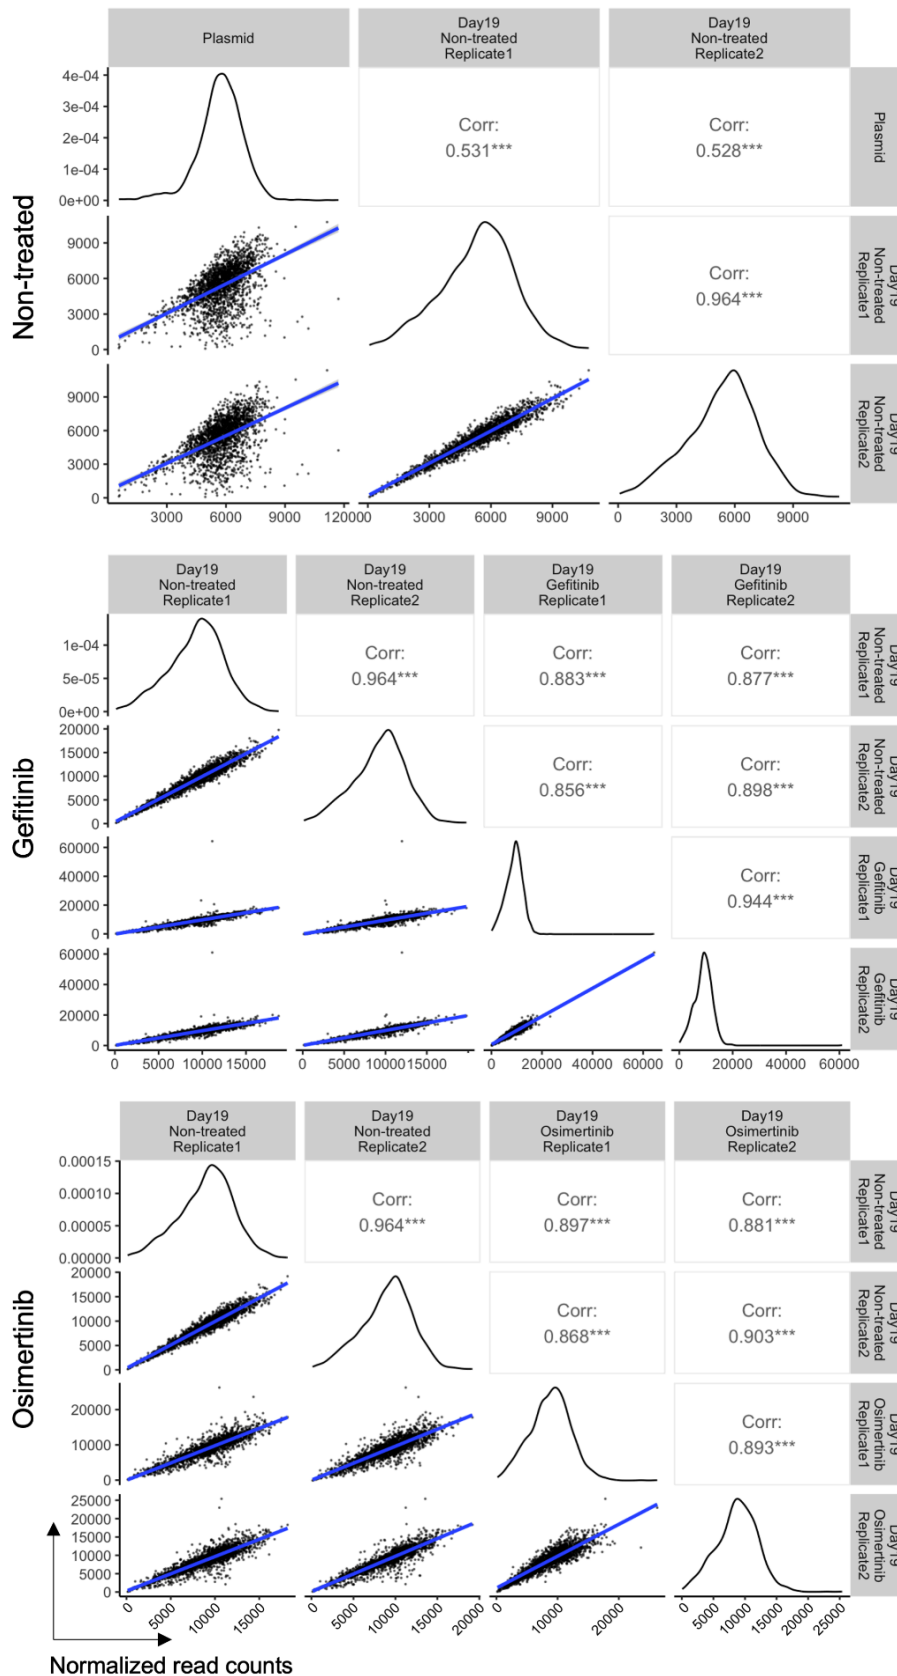 Plasmid
Day19
Non-treated
Replicate1
Day19
Non-treated
Replicate2
4e-04
3e-04
2e-04
1e-04
0e+00
Corr:
0.531***
Corr:
0.528***
Plasmid
Non-treated
9000
6000
3000
0
Corr:
0.964***
Day19
Non-treated
Replicate1
9000
6000
3000
0
Day19
Non-treated
Replicate2
3000
6000
9000
12000
0
3000
6000
9000
0
3000
6000
9000
Day19
Non-treated
Replicate1
Day19
Non-treated
Replicate2
Day19
Gefitinib
Replicate1
Day19
Gefitinib
Replicate2
1e-04
5e-05
0e+00
Corr:
0.964***
Corr:
0.883***
Corr:
0.877***
Day19
Non-treated
Replicate1
Gefitinib
20000
15000
10000
5000
0
Corr:
0.856***
Corr:
0.898***
Day19
Non-treated
Replicate2
60000
40000
20000
0
Corr:
0.944***
Day19
Gefitinib
Replicate1
60000
40000
20000
0
Day19
Gefitinib
Replicate2
0
5000
10000
15000
0
5000
10000
15000
0
20000
40000
60000
0
20000
40000
60000
Day19
Non-treated
Replicate1
Day19
Non-treated
Replicate2
Day19
Osimertinib
Replicate1
Day19
Osimertinib
Replicate2
0.00015
0.00010
0.00005
0.00000
Corr:
0.964***
Corr:
0.897***
Corr:
0.881***
Day19
Non-treated
Replicate1
Osimertinib
20000
15000
10000
5000
0
Corr:
0.868***
Corr:
0.903***
Day19
Non-treated
Replicate2
20000
10000
0
Corr:
0.893***
Day19
Osimertinib
Replicate1
25000
20000
15000
10000
5000
0
Day19
Osimertinib
Replicate2
0
5000
10000
15000
0
5000
10000
15000
20000
0
10000
20000
0
5000
10000
15000
20000
25000
Normalized read counts